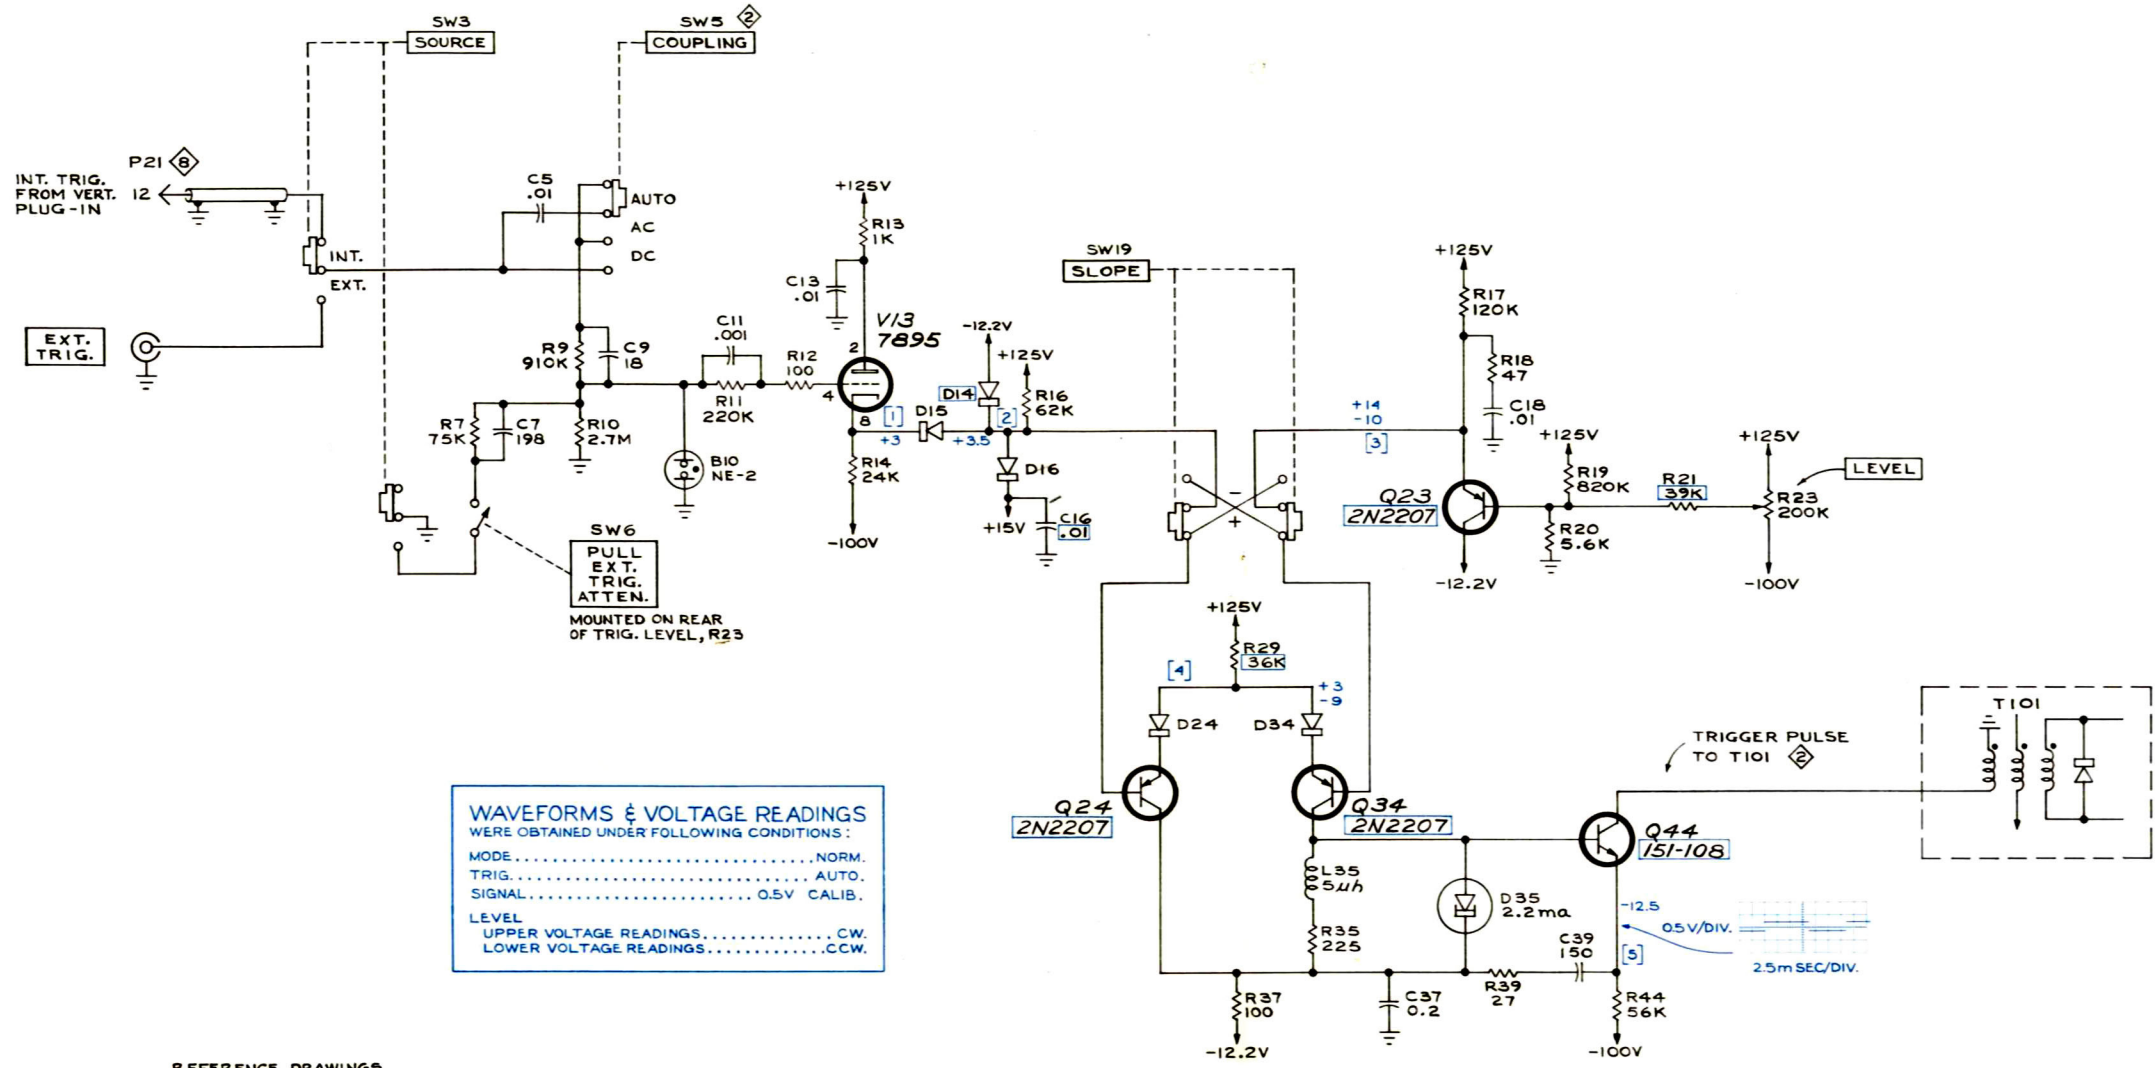 SW3
SOURCE
SW5 2
COUPLING
P21 8
INT. TRIG.
FROM VERT. 12
PLUG-IN
INT.
EXT.
EXT.
TRIG.
C5
.01
AUTO
AC
DC
R9
910K
C9
18
R7
75K
C7
198
R10
2.7M
SW6
PULL
EXT.
TRIG.
ATTEN.
MOUNTED ON REAR
OF TRIG. LEVEL, R23
B10
NE-2
C11
.001
R11
220K
R12
100
+125V
R13
1K
C13
.01
V13
7895
2
4
8
[1]
+3
R14
24K
-100V
D15
+3.5
-12.2V
D14
[2]
+125V
R16
62K
D16
+15V
C16
.01
SW19
SLOPE
-
+
+14
-10
[3]
+125V
R17
120K
R18
47
C18
.01
Q23
2N2207
-12.2V
+125V
R19
820K
R20
5.6K
R21
39K
+125V
R23
200K
-100V
LEVEL
+125V
R29
36K
[4]
+3
-9
D24
D34
Q24
2N2207
Q34
2N2207
L35
5µh
R35
225
D35
2.2ma
R37
100
-12.2V
C37
0.2
R39
27
C39
150
Q44
151-108
-12.5
[5]
R44
56K
-100V
0.5V/DIV.
2.5m SEC/DIV.
TRIGGER PULSE
TO T101 2
T101
WAVEFORMS & VOLTAGE READINGS
WERE OBTAINED UNDER FOLLOWING CONDITIONS:
MODE..............................NORM.
TRIG............................... AUTO.
SIGNAL....................... 0.5V CALIB.
LEVEL
UPPER VOLTAGE READINGS.............. CW.
LOWER VOLTAGE READINGS............CCW.
REFERENCE DRAWINGS